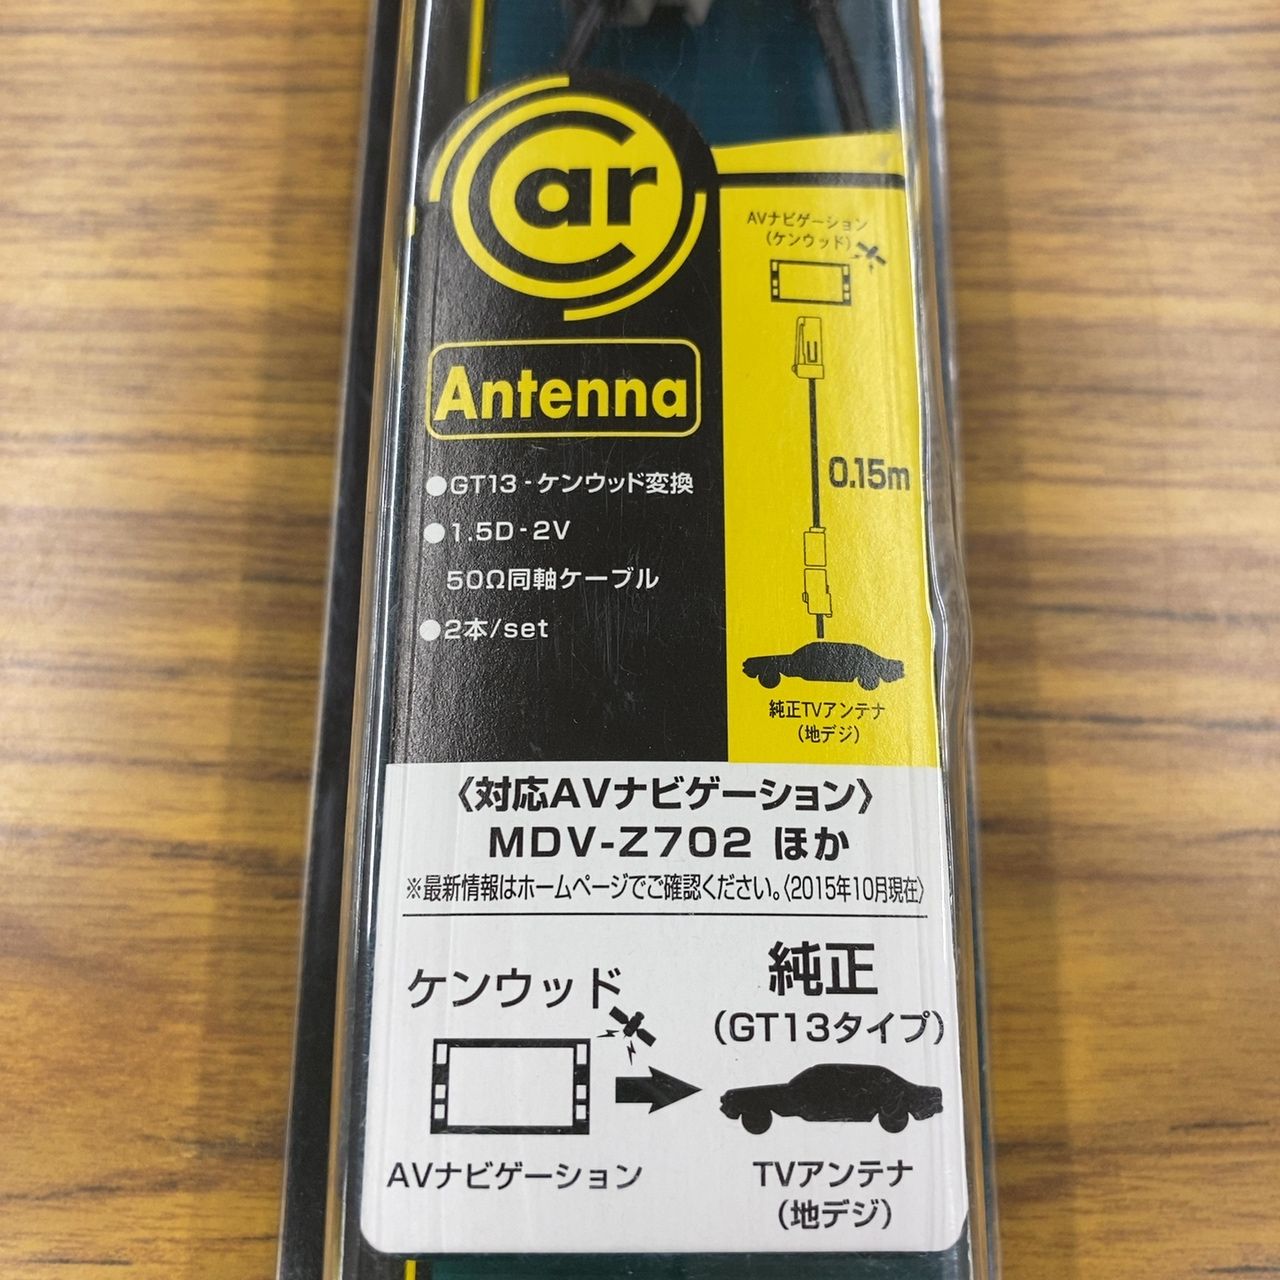 Car
Antenna
●GT13-ケンウッド変換
●1.5D-2V
50Ω同軸ケーブル
●2本/set
AVナビゲーション
(ケンウッド)
U
0.15m
純正TVアンテナ
(地デジ)
〈対応AVナビゲーション〉
MDV-Z702 ほか
※最新情報はホームページでご確認ください。〈2015年10月現在〉
ケンウッド
AVナビゲーション
純正
(GT13タイプ)
TVアンテナ
(地デジ)